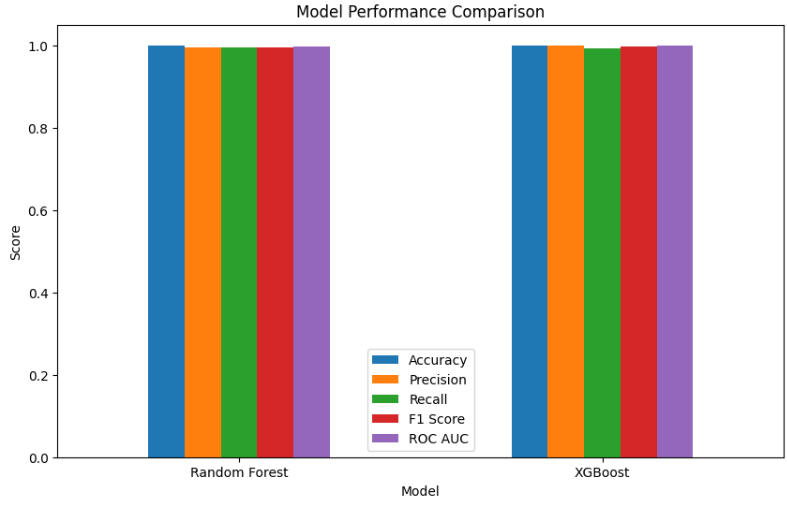 Model Performance Comparison
1.0
0.8
0.6
0.4
0.2
0.0
Score
Accuracy
Precision
Recall
F1 Score
ROC AUC
Random Forest
XGBoost
Model